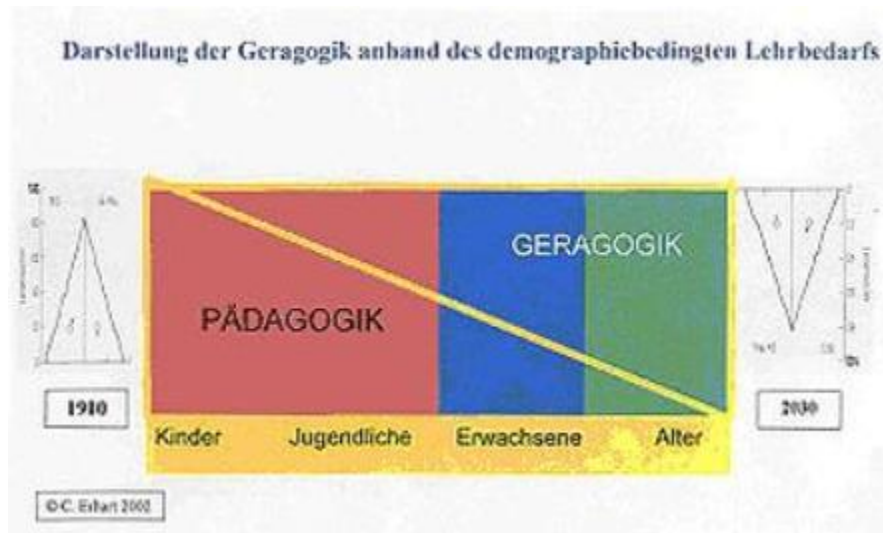 Darstellung der Geragogik anhand des demographiebedingten Lehrbedarfs
GERAGOGIK
PÄDAGOGIK
1910
2030
Kinder Jugendliche Erwachsene Alter
© C. Erhart 2002